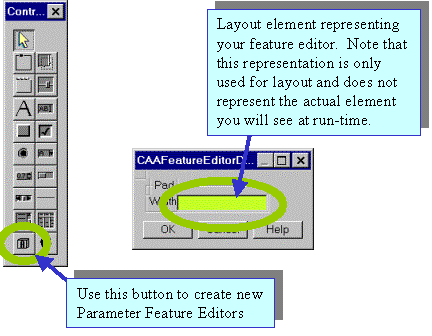 Contr...
Layout element representing
your feature editor. Note that
this representation is only
used for layout and does not
represent the actual element
you will see at run-time.
A
CAAFeatureEditorD...
Pad
Width
OK
Cancel
Help
Use this button to create new
Parameter Feature Editors